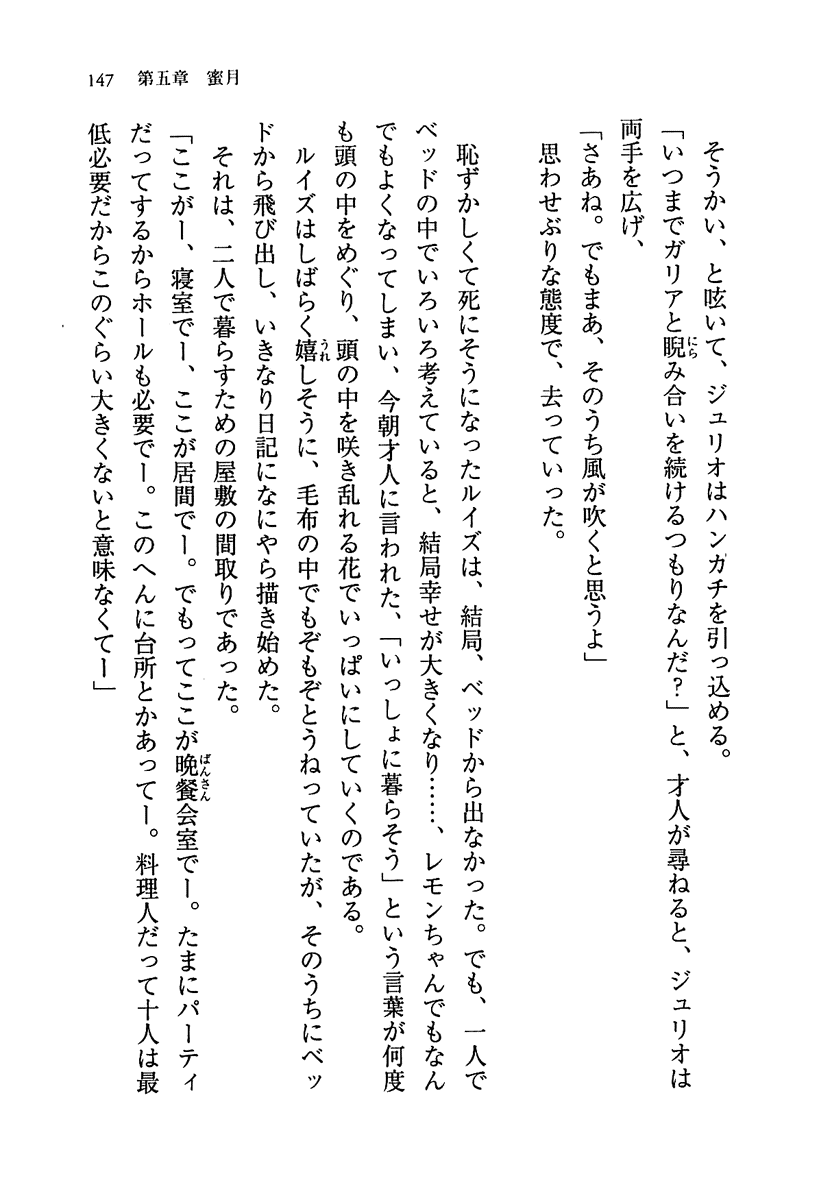 147　第五章　蜜月
　そうかい、と呟いて、ジュリオはハンガチを引っ込める。
「いつまでガリアと睨み合いを続けるつもりなんだ？」と、才人が尋ねると、ジュリオは
両手を広げ、
「さあね。でもまあ、そのうち風が吹くと思うよ」
　思わせぶりな態度で、去っていった。

　恥ずかしくて死にそうになったルイズは、結局、ベッドから出なかった。でも、一人で
ベッドの中でいろいろ考えていると、結局幸せが大きくなり……、レモンちゃんでもなん
でもよくなってしまい、今朝才人に言われた、「いっしょに暮らそう」という言葉が何度
も頭の中をめぐり、頭の中を咲き乱れる花でいっぱいにしていくのである。
　ルイズはしばらく嬉しそうに、毛布の中でもぞもぞとうねっていたが、そのうちにベッ
ドから飛び出し、いきなり日記になにやら描き始めた。
　それは、二人で暮らすための屋敷の間取りであった。
「ここがー、寝室でー、ここが居間でー。でもってここが晩餐会室でー。たまにパーティ
だってするからホールも必要でー。このへんに台所とかあってー。料理人だって十人は最
低必要だからこのぐらい大きくないと意味なくてー」